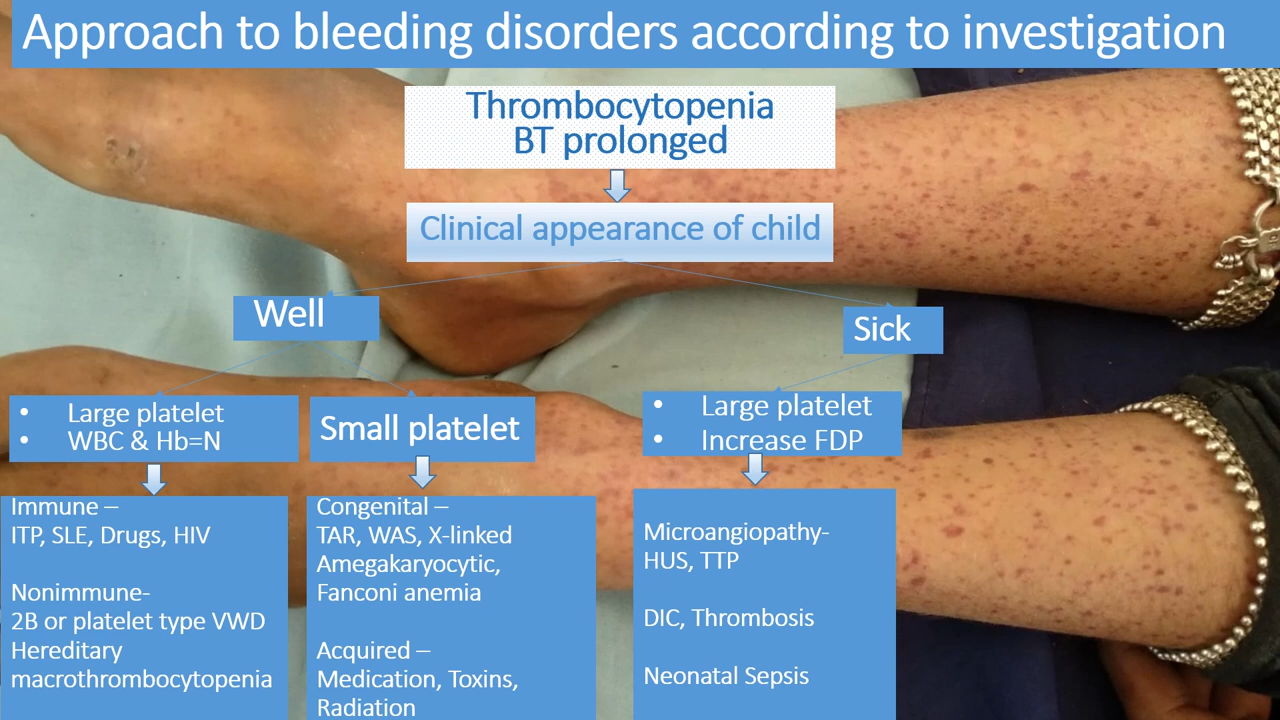 Approach to bleeding disorders according to investigation
Thrombocytopenia
BT prolonged
Clinical appearance of child
Well
Sick
• Large platelet
• WBC & Hb=N
Small platelet
• Large platelet
• Increase FDP
Immune –
ITP, SLE, Drugs, HIV
Nonimmune-
2B or platelet type VWD
Hereditary
macrothrombocytopenia
Congenital –
TAR, WAS, X-linked
Amegakaryocytic,
Fanconi anemia
Acquired –
Medication, Toxins,
Radiation
Microangiopathy-
HUS, TTP
DIC, Thrombosis
Neonatal Sepsis